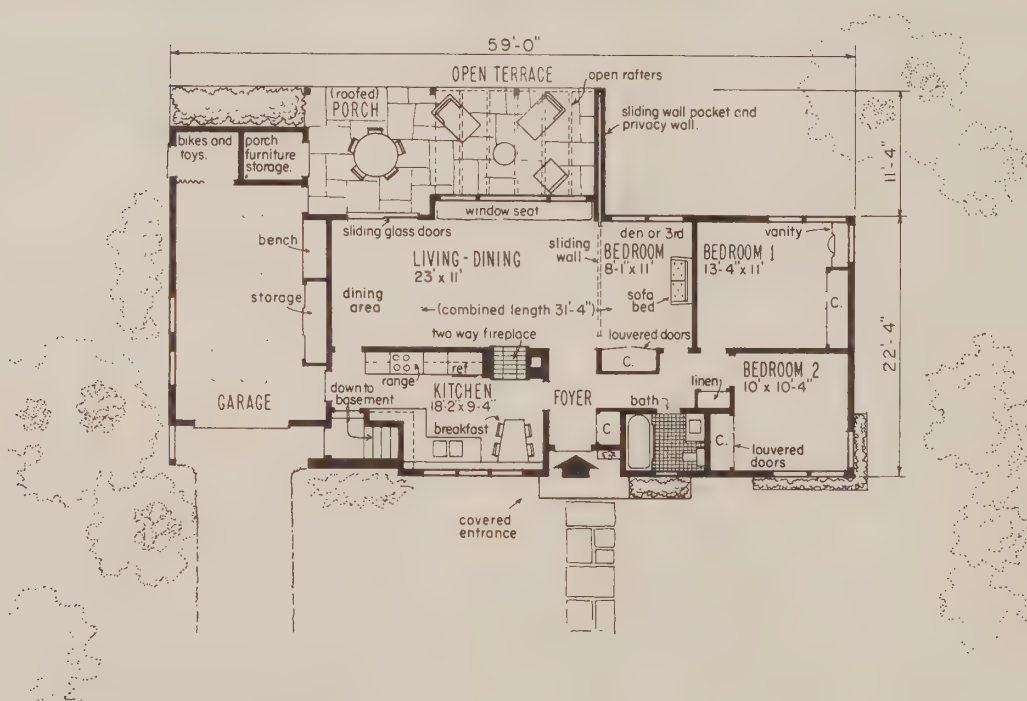 59'-0"
OPEN TERRACE
open rafters
(roofed)
PORCH
sliding wall pocket and
privacy wall.
11'-4"
bikes and
toys.
porch
furniture
storage.
window seat
sliding glass doors
bench
LIVING-DINING
23' x 11'
sliding
wall
den or 3rd
BEDROOM
8'-1" x 11'
sofa
bed
BEDROOM 1
13'-4" x 11'
vanity
C.
storage
dining
area
(combined length 31'-4")
two way fireplace
louvered doors
C.
22'-4"
range
ref
KITCHEN
18'-2" x 9'-4"
breakfast
down to
basement
GARAGE
FOYER
C
bath
linen
BEDROOM 2
10' x 10'-4"
C.
louvered
doors
covered
entrance